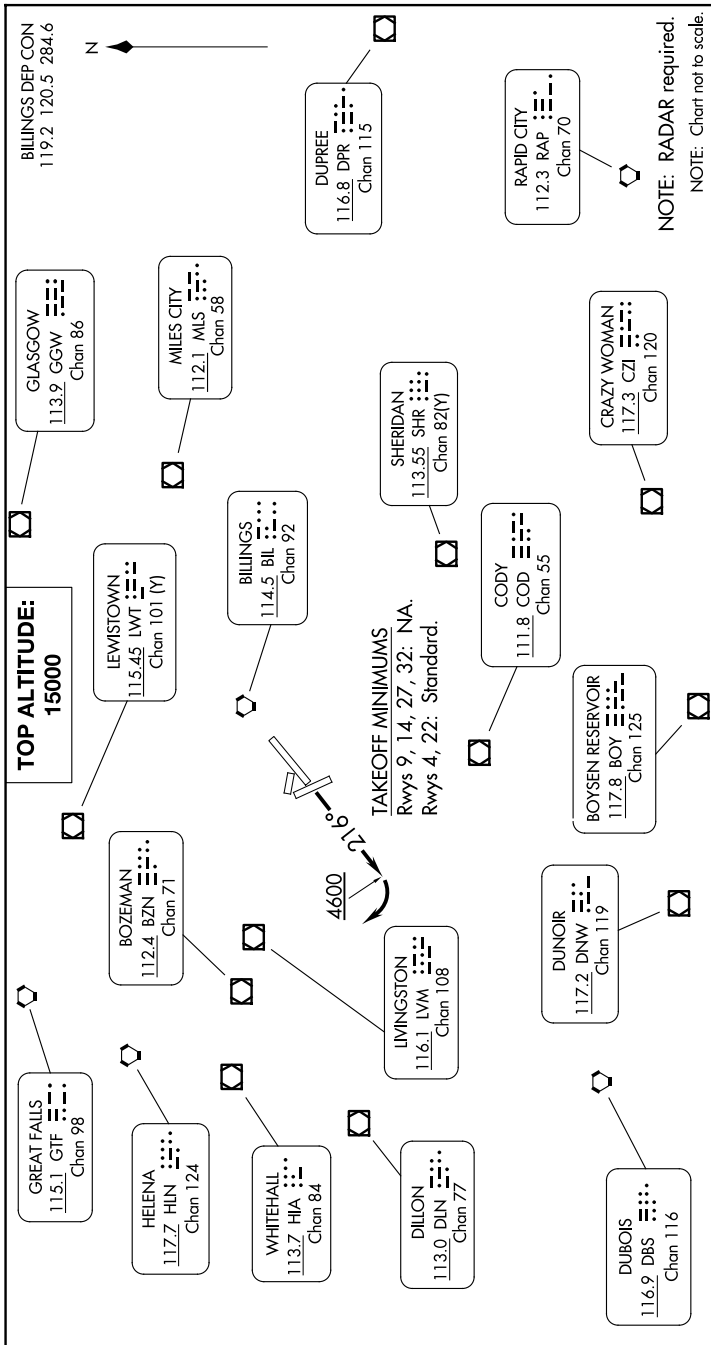 BILLINGS DEP CON
119.2 120.5 284.6
N
TOP ALTITUDE:
15000
GREAT FALLS
115.1 GTF
Chan 98
GLASGOW
113.9 GGW
Chan 86
LEWISTOWN
115.45 LWT
Chan 101 (Y)
MILES CITY
112.1 MLS
Chan 58
HELENA
117.7 HLN
Chan 124
BOZEMAN
112.4 BZN
Chan 71
BILLINGS
114.5 BIL
Chan 92
WHITEHALL
113.7 HIA
Chan 84
216°
4600
DUPREE
116.8 DPR
Chan 115
LIVINGSTON
116.1 LVM
Chan 108
TAKEOFF MINIMUMS
Rwys 9, 14, 27, 32: NA.
Rwys 4, 22: Standard.
SHERIDAN
113.55 SHR
Chan 82(Y)
DILLON
113.0 DLN
Chan 77
CODY
111.8 COD
Chan 55
RAPID CITY
112.3 RAP
Chan 70
DUNOIR
117.2 DNW
Chan 119
BOYSEN RESERVOIR
117.8 BOY
Chan 125
CRAZY WOMAN
117.3 CZI
Chan 120
DUBOIS
116.9 DBS
Chan 116
NOTE: RADAR required.
NOTE: Chart not to scale.